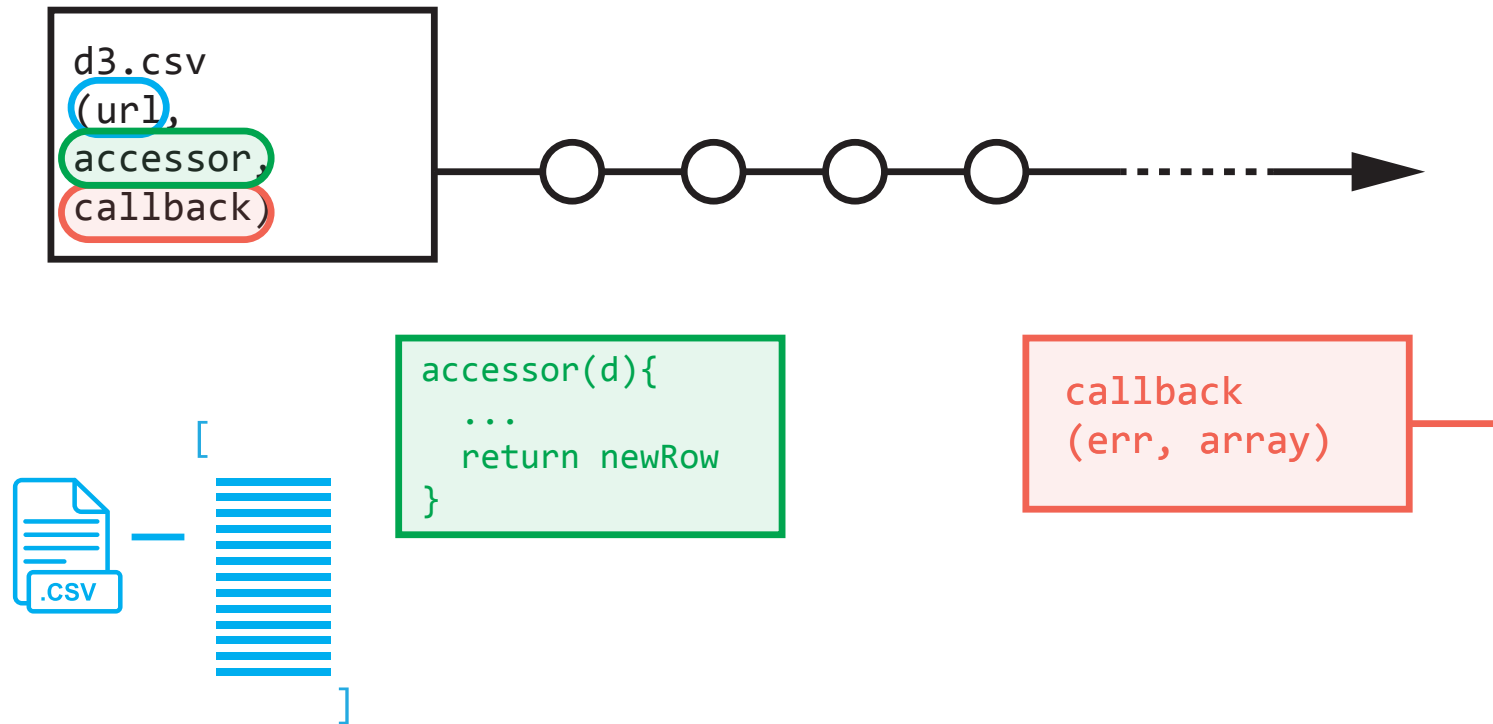 d3.csv
(url,
accessor,
callback)
accessor(d){
...
return newRow
}
callback
(err, array)
[
.CSV
]